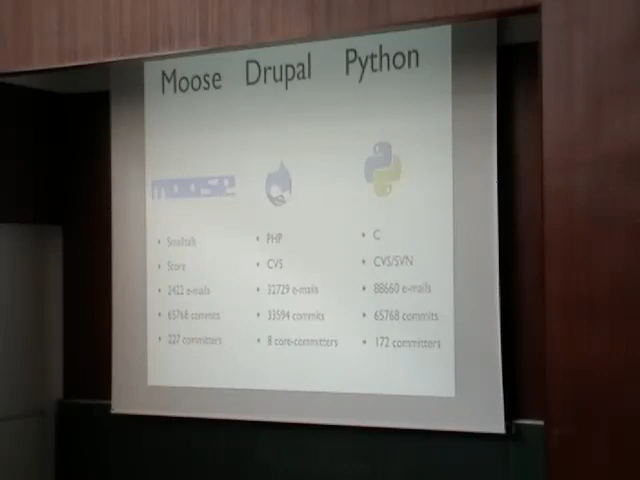 Moose Drupal Python
moose
• Smalltalk
• Store
• 2422 e-mails
• 65768 commits
• 227 committers
• PHP
• CVS
• 32729 e-mails
• 33594 commits
• 8 core-committers
• C
• CVS/SVN
• 88660 e-mails
• 65768 commits
• 172 committers